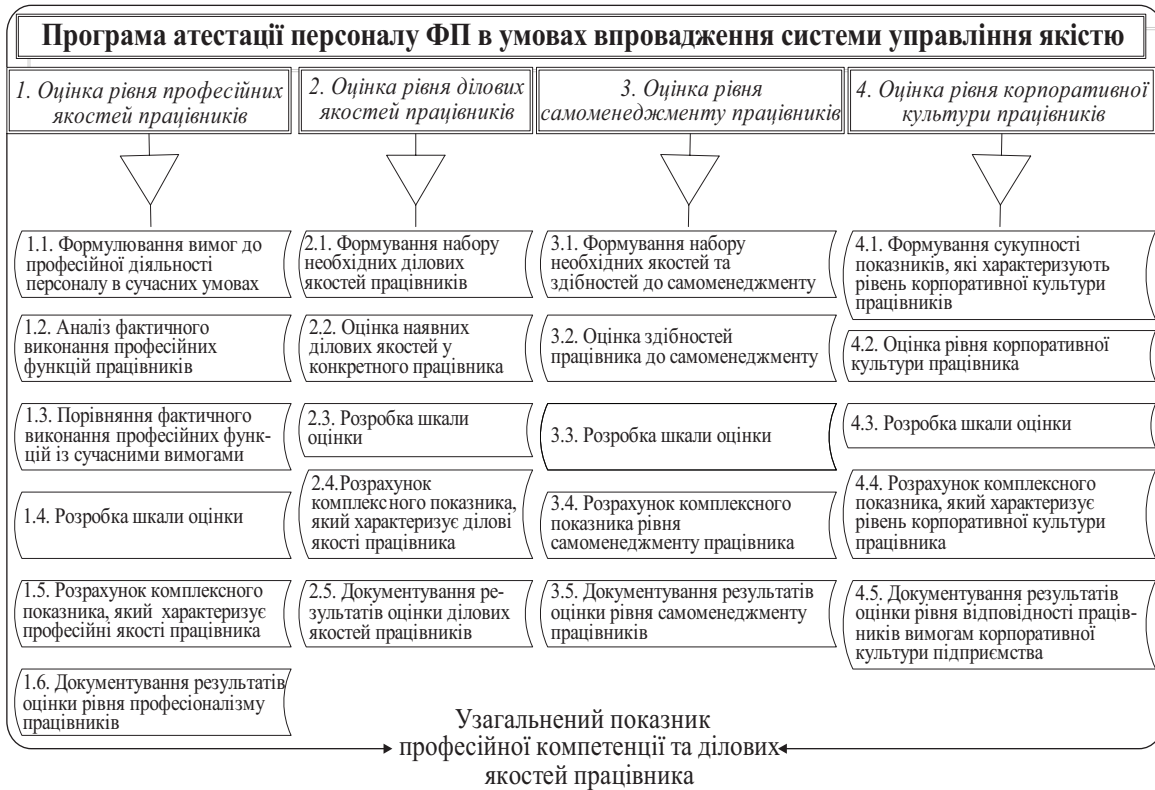 Програма атестації персоналу ФП в умовах впровадження системи управління якістю
1. Оцінка рівня професійних
якостей працівників
2. Оцінка рівня ділових
якостей працівників
3. Оцінка рівня
самоменеджменту працівників
4. Оцінка рівня корпоративної
культури працівників
1.1. Формулювання вимог до
професійної діяльності
персоналу в сучасних умовах
1.2. Аналіз фактичного
виконання професійних
функцій працівників
1.3. Порівняння фактичного
виконання професійних функ-
цій із сучасними вимогами
1.4. Розробка шкали оцінки
1.5. Розрахунок комплексного
показника, який характеризує
професійні якості працівника
1.6. Документування результатів
оцінки рівня професіоналізму
працівників
2.1. Формування набору
необхідних ділових
якостей працівників
2.2. Оцінка наявних
ділових якостей у
конкретного працівника
2.3. Розробка шкали
оцінки
2.4.Розрахунок
комплексного показника,
який характеризує ділові
якості працівника
2.5. Документування ре-
зультатів оцінки ділових
якостей працівників
3.1. Формування набору
необхідних якостей та
здібностей до самоменеджменту
3.2. Оцінка здібностей
працівника до самоменеджменту
3.3. Розробка шкали оцінки
3.4. Розрахунок комплексного
показника рівня
самоменеджменту працівника
3.5. Документування результатів
оцінки рівня самоменеджменту
працівників
4.1. Формування сукупності
показників, які характеризують
рівень корпоративної культури
працівників
4.2. Оцінка рівня корпоративної
культури працівника
4.3. Розробка шкали оцінки
4.4. Розрахунок комплексного
показника, який характеризує
рівень корпоративної культури
працівника
4.5. Документування результатів
оцінки рівня відповідності праців-
ників вимогам корпоративної
культури підприємства
Узагальнений показник
професійної компетенції та ділових
якостей працівника